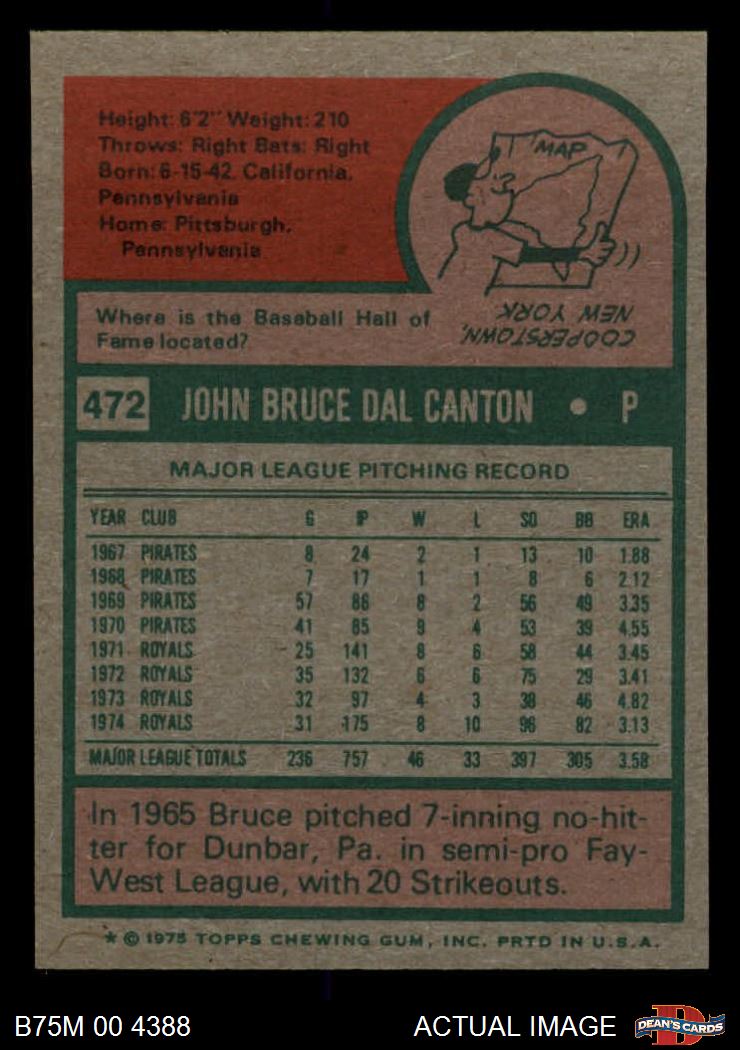 Height: 6'2" Weight: 210
Throws: Right Bats: Right
Born: 6-15-42, California,
Pennsylvania
Home: Pittsburgh,
Pennsylvania
MAP
Where is the Baseball Hall of
Fame located?
COOPERSTOWN,
NEW YORK
472 JOHN BRUCE DAL CANTON • P
MAJOR LEAGUE PITCHING RECORD
YEAR CLUB G IP W L SO BB ERA
1967 PIRATES 8 24 2 1 13 10 1.88
1968 PIRATES 7 17 1 1 8 6 2.12
1969 PIRATES 57 86 8 2 56 49 3.35
1970 PIRATES 41 85 9 4 53 39 4.55
1971 ROYALS 25 141 8 6 58 44 3.45
1972 ROYALS 35 132 6 6 75 29 3.41
1973 ROYALS 32 97 4 3 38 46 4.82
1974 ROYALS 31 175 8 10 96 82 3.13
MAJOR LEAGUE TOTALS 236 757 46 33 397 305 3.58
In 1965 Bruce pitched 7-inning no-hit-
ter for Dunbar, Pa. in semi-pro Fay-
West League, with 20 Strikeouts.
* © 1975 TOPPS CHEWING GUM, INC. PRTD IN U.S.A.
B75M 00 4388 ACTUAL IMAGE DEAN'S CARDS